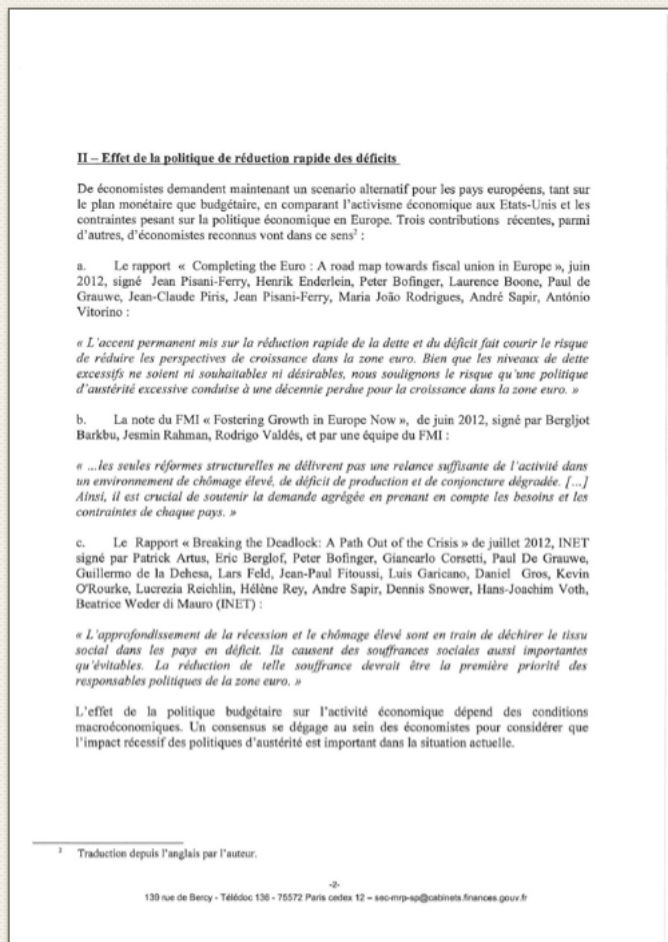 II – Effet de la politique de réduction rapide des déficits
De économistes demandent maintenant un scenario alternatif pour les pays européens, tant sur
le plan monétaire que budgétaire, en comparant l'activisme économique aux Etats-Unis et les
contraintes pesant sur la politique économique en Europe. Trois contributions récentes, parmi
d'autres, d'économistes reconnus vont dans ce sens² :
a. Le rapport « Completing the Euro : A road map towards fiscal union in Europe », juin
2012, signé Jean Pisani-Ferry, Henrik Enderlein, Peter Bofinger, Laurence Boone, Paul de
Grauwe, Jean-Claude Piris, Jean Pisani-Ferry, Maria João Rodrigues, André Sapir, António
Vitorino :
« L'accent permanent mis sur la réduction rapide de la dette et du déficit fait courir le risque
de réduire les perspectives de croissance dans la zone euro. Bien que les niveaux de dette
excessifs ne soient ni souhaitables ni désirables, nous soulignons le risque qu'une politique
d'austérité excessive conduise à une décennie perdue pour la croissance dans la zone euro. »
b. La note du FMI « Fostering Growth in Europe Now », de juin 2012, signé par Bergljot
Barkbu, Jesmin Rahman, Rodrigo Valdés, et par une équipe du FMI :
« ...les seules réformes structurelles ne délivrent pas une relance suffisante de l'activité dans
un environnement de chômage élevé, de déficit de production et de conjoncture dégradée. [...]
Ainsi, il est crucial de soutenir la demande agrégée en prenant en compte les besoins et les
contraintes de chaque pays. »
c. Le Rapport « Breaking the Deadlock: A Path Out of the Crisis » de juillet 2012, INET
signé par Patrick Artus, Eric Berglof, Peter Bofinger, Giancarlo Corsetti, Paul De Grauwe,
Guillermo de la Dehesa, Lars Feld, Jean-Paul Fitoussi, Luis Garicano, Daniel Gros, Kevin
O'Rourke, Lucrezia Reichlin, Hélène Rey, Andre Sapir, Dennis Snower, Hans-Joachim Voth,
Beatrice Weder di Mauro (INET) :
« L'approfondissement de la récession et le chômage élevé sont en train de déchirer le tissu
social dans les pays en déficit. Ils causent des souffrances sociales aussi importantes
qu'évitables. La réduction de telle souffrance devrait être la première priorité des
responsables politiques de la zone euro. »
L'effet de la politique budgétaire sur l'activité économique dépend des conditions
macroéconomiques. Un consensus se dégage au sein des économistes pour considérer que
l'impact récessif des politiques d'austérité est important dans la situation actuelle.
² Traduction depuis l'anglais par l'auteur.
-2-
139 rue de Bercy - Télédoc 136 - 75572 Paris cedex 12 – sec-mrp-sp@cabinets.finances.gouv.fr